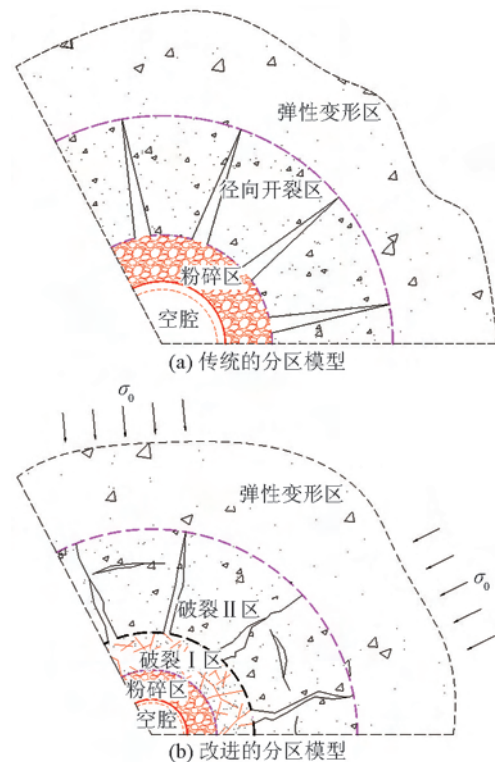 弹性变形区
径向开裂区
粉碎区
空腔
(a) 传统的分区模型
σ₀
弹性变形区
σ₀
破裂Ⅱ区
破裂Ⅰ区
粉碎区
空腔
(b) 改进的分区模型